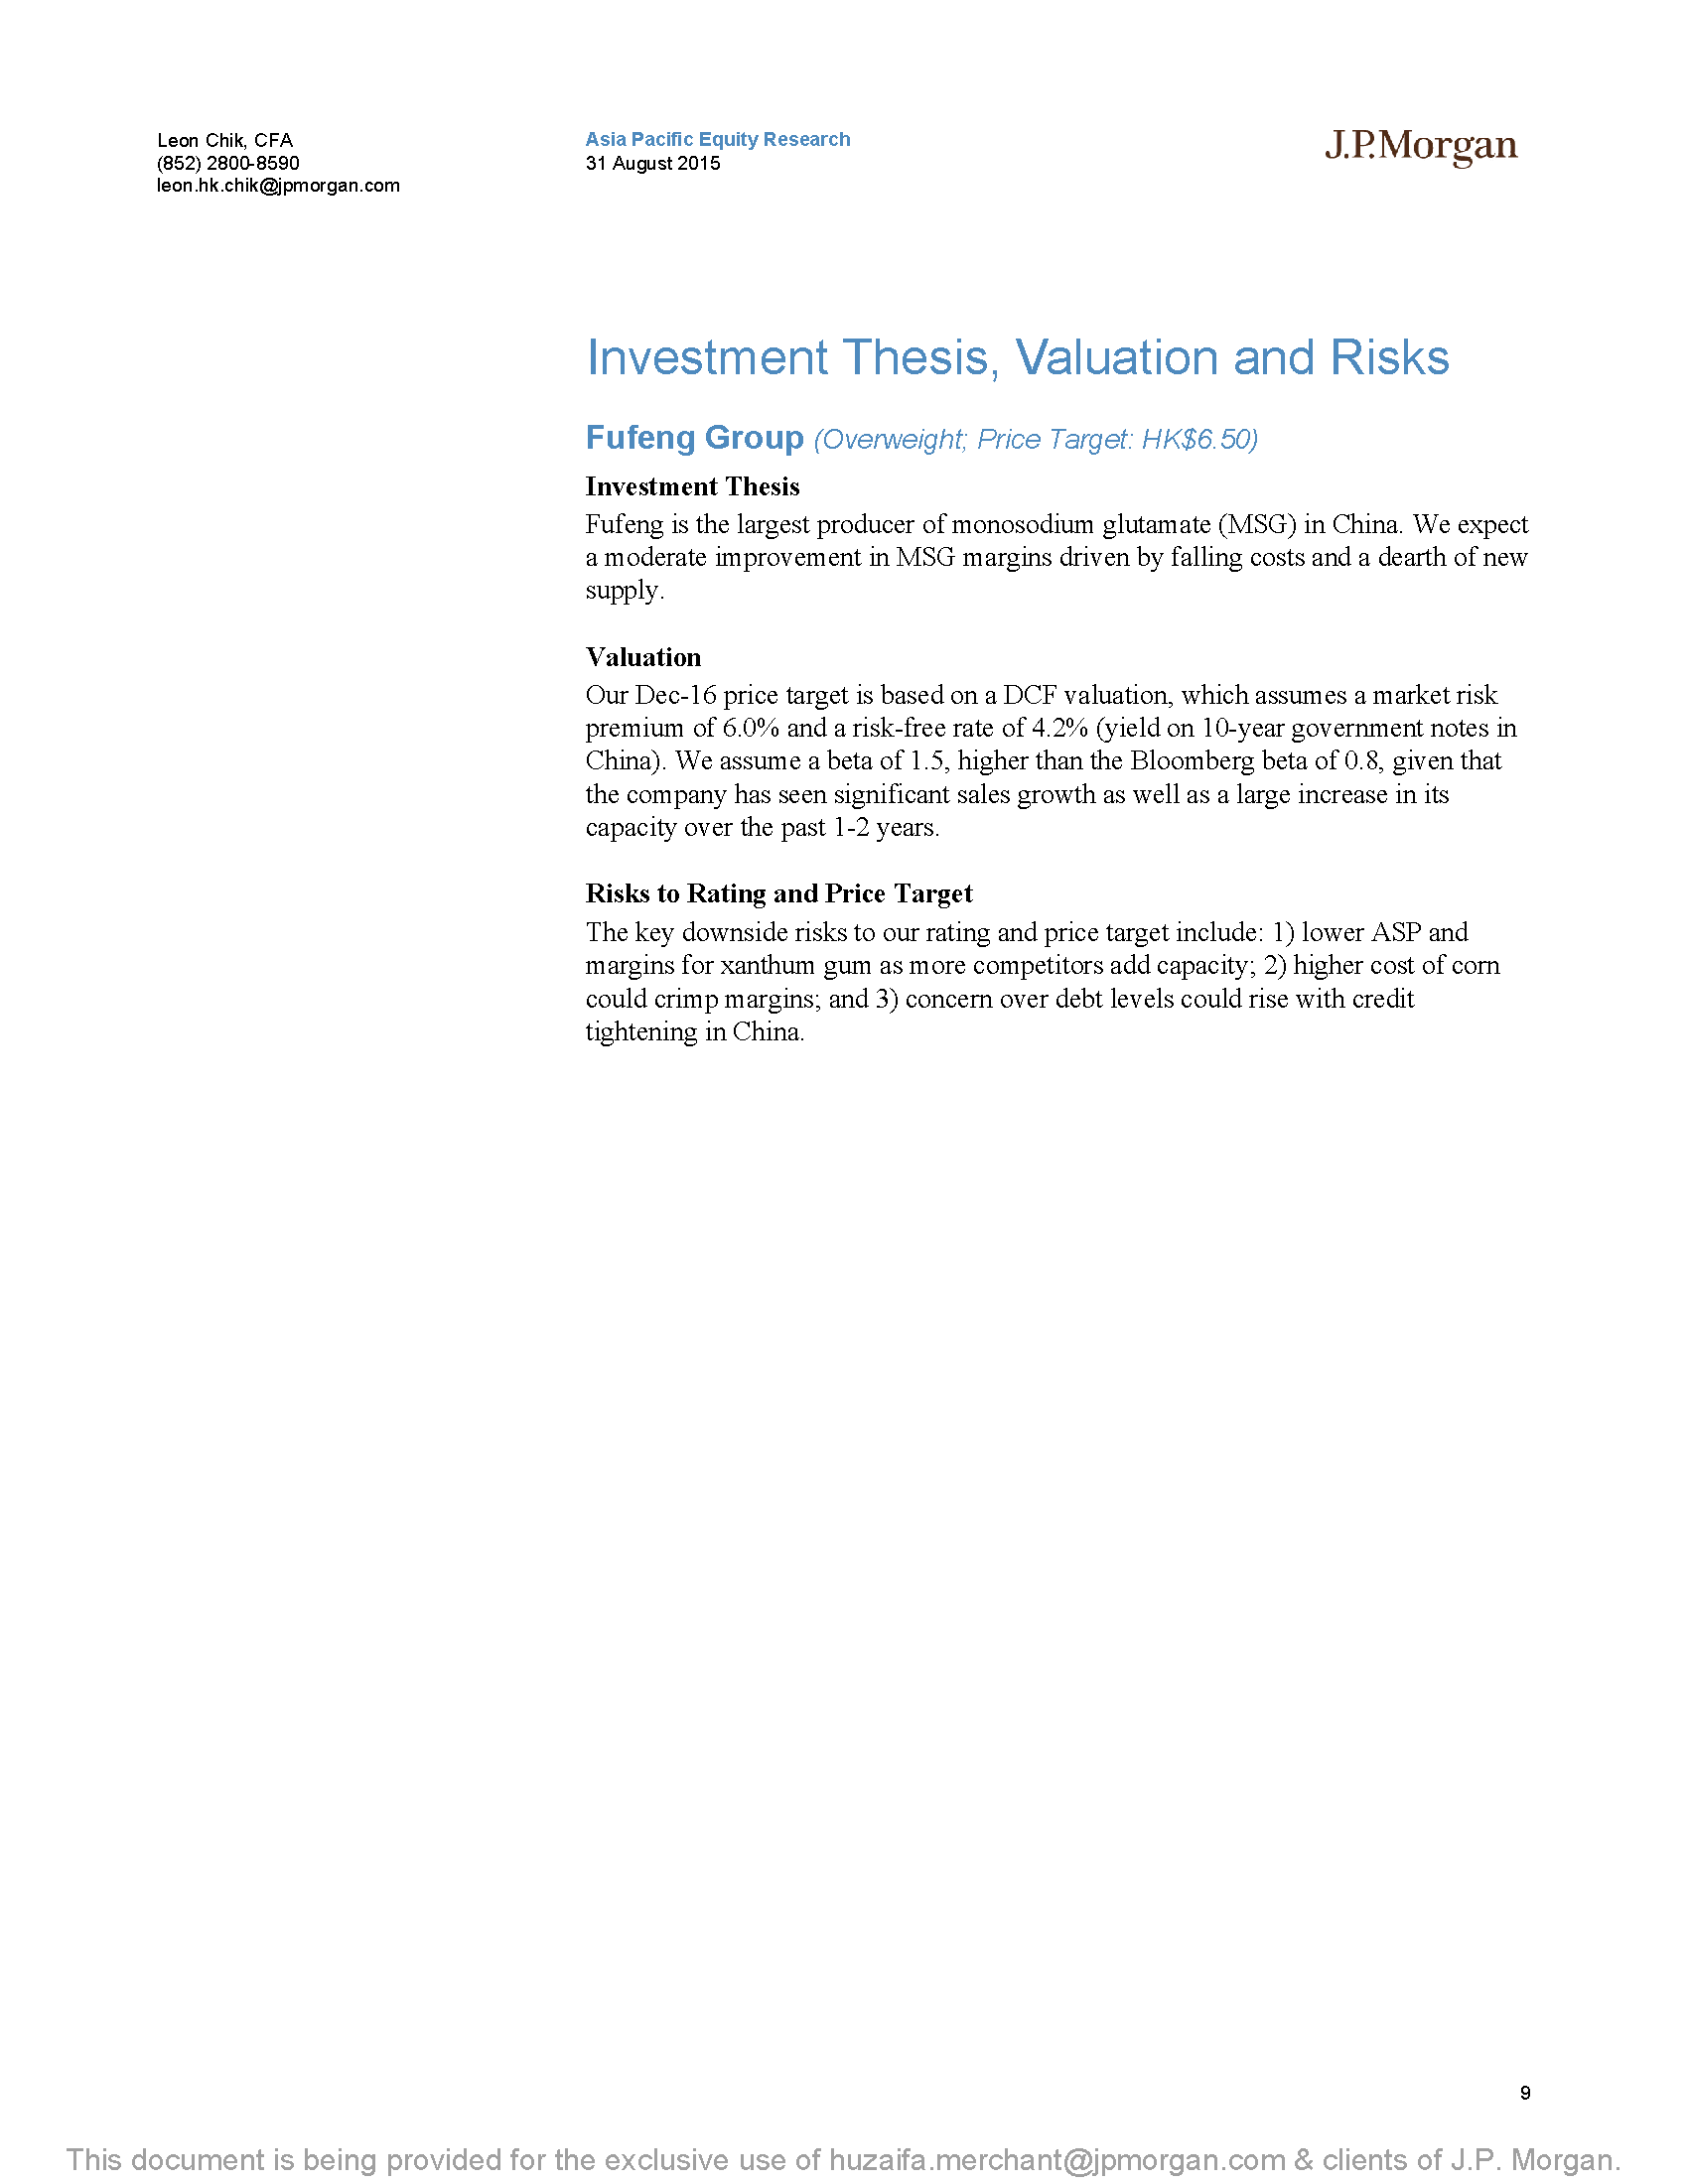 Leon Chik, CFA
(852) 2800-8590
leon.hk.chik@jpmorgan.com
Asia Pacific Equity Research
31 August 2015
J.P.Morgan
Investment Thesis, Valuation and Risks
Fufeng Group (Overweight; Price Target: HK$6.50)
Investment Thesis
Fufeng is the largest producer of monosodium glutamate (MSG) in China. We expect
a moderate improvement in MSG margins driven by falling costs and a dearth of new
supply.
Valuation
Our Dec-16 price target is based on a DCF valuation, which assumes a market risk
premium of 6.0% and a risk-free rate of 4.2% (yield on 10-year government notes in
China). We assume a beta of 1.5, higher than the Bloomberg beta of 0.8, given that
the company has seen significant sales growth as well as a large increase in its
capacity over the past 1-2 years.
Risks to Rating and Price Target
The key downside risks to our rating and price target include: 1) lower ASP and
margins for xanthum gum as more competitors add capacity; 2) higher cost of corn
could crimp margins; and 3) concern over debt levels could rise with credit
tightening in China.
9
This document is being provided for the exclusive use of huzaifa.merchant@jpmorgan.com & clients of J.P. Morgan.